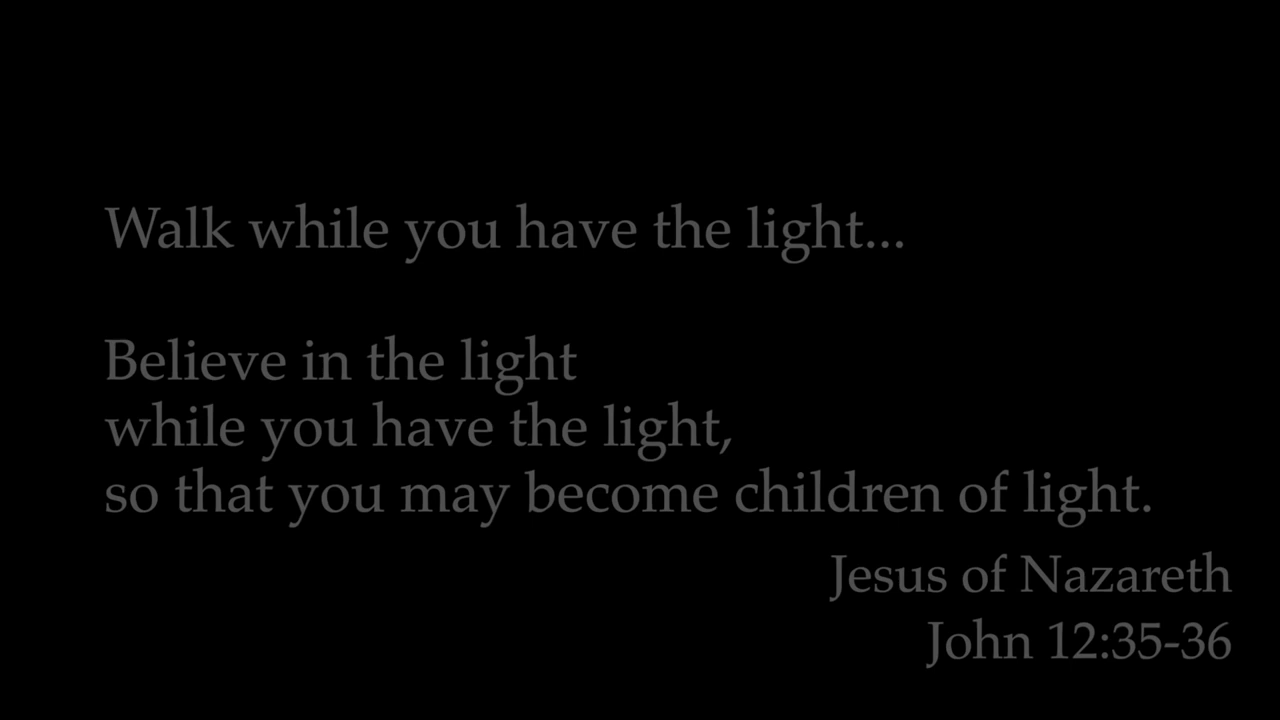 Walk while you have the light...
Believe in the light
while you have the light,
so that you may become children of light.
Jesus of Nazareth
John 12:35-36